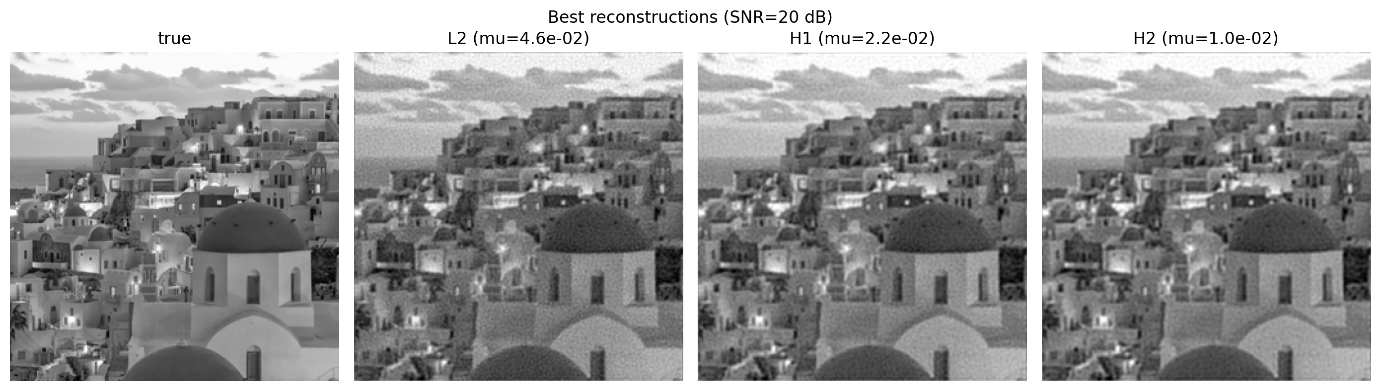 Best reconstructions (SNR=20 dB)
true
L2 (mu=4.6e-02)
H1 (mu=2.2e-02)
H2 (mu=1.0e-02)